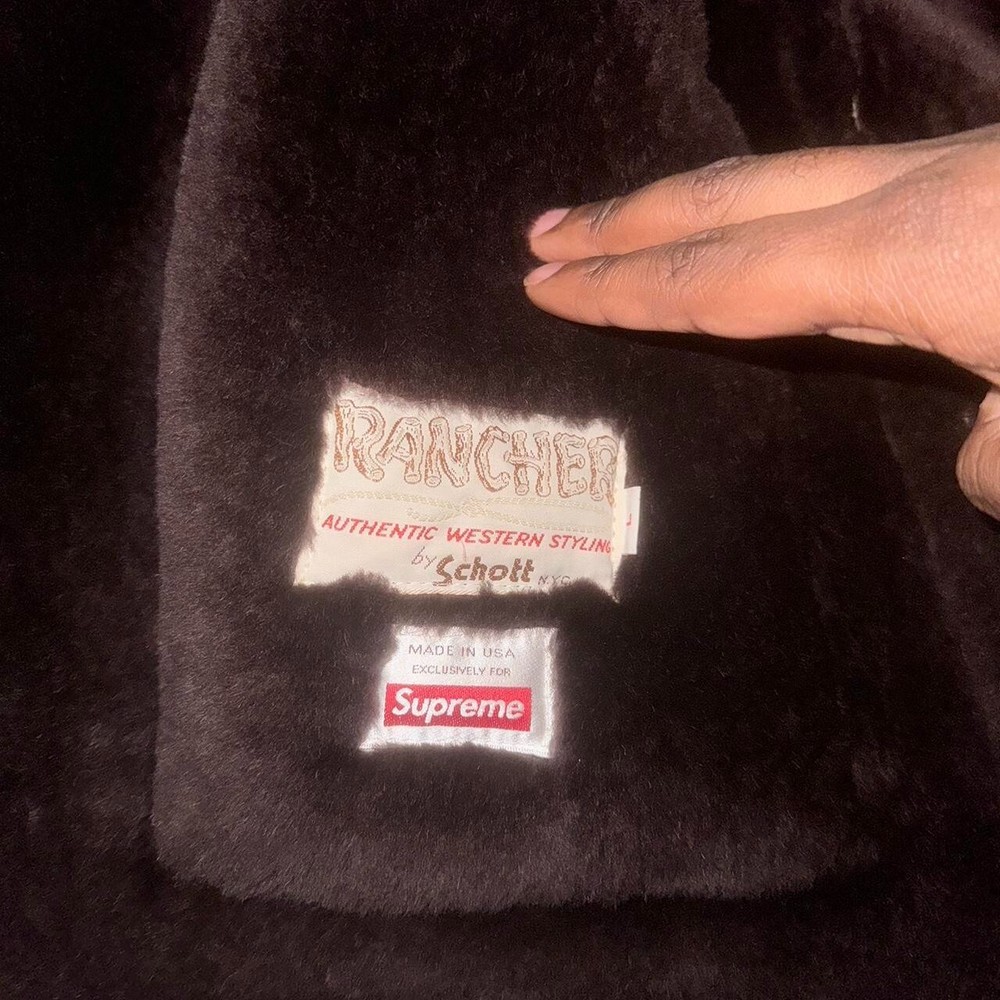 RANCHER
AUTHENTIC WESTERN STYLING
by Schott N.Y.C.
L
MADE IN USA
EXCLUSIVELY FOR
Supreme